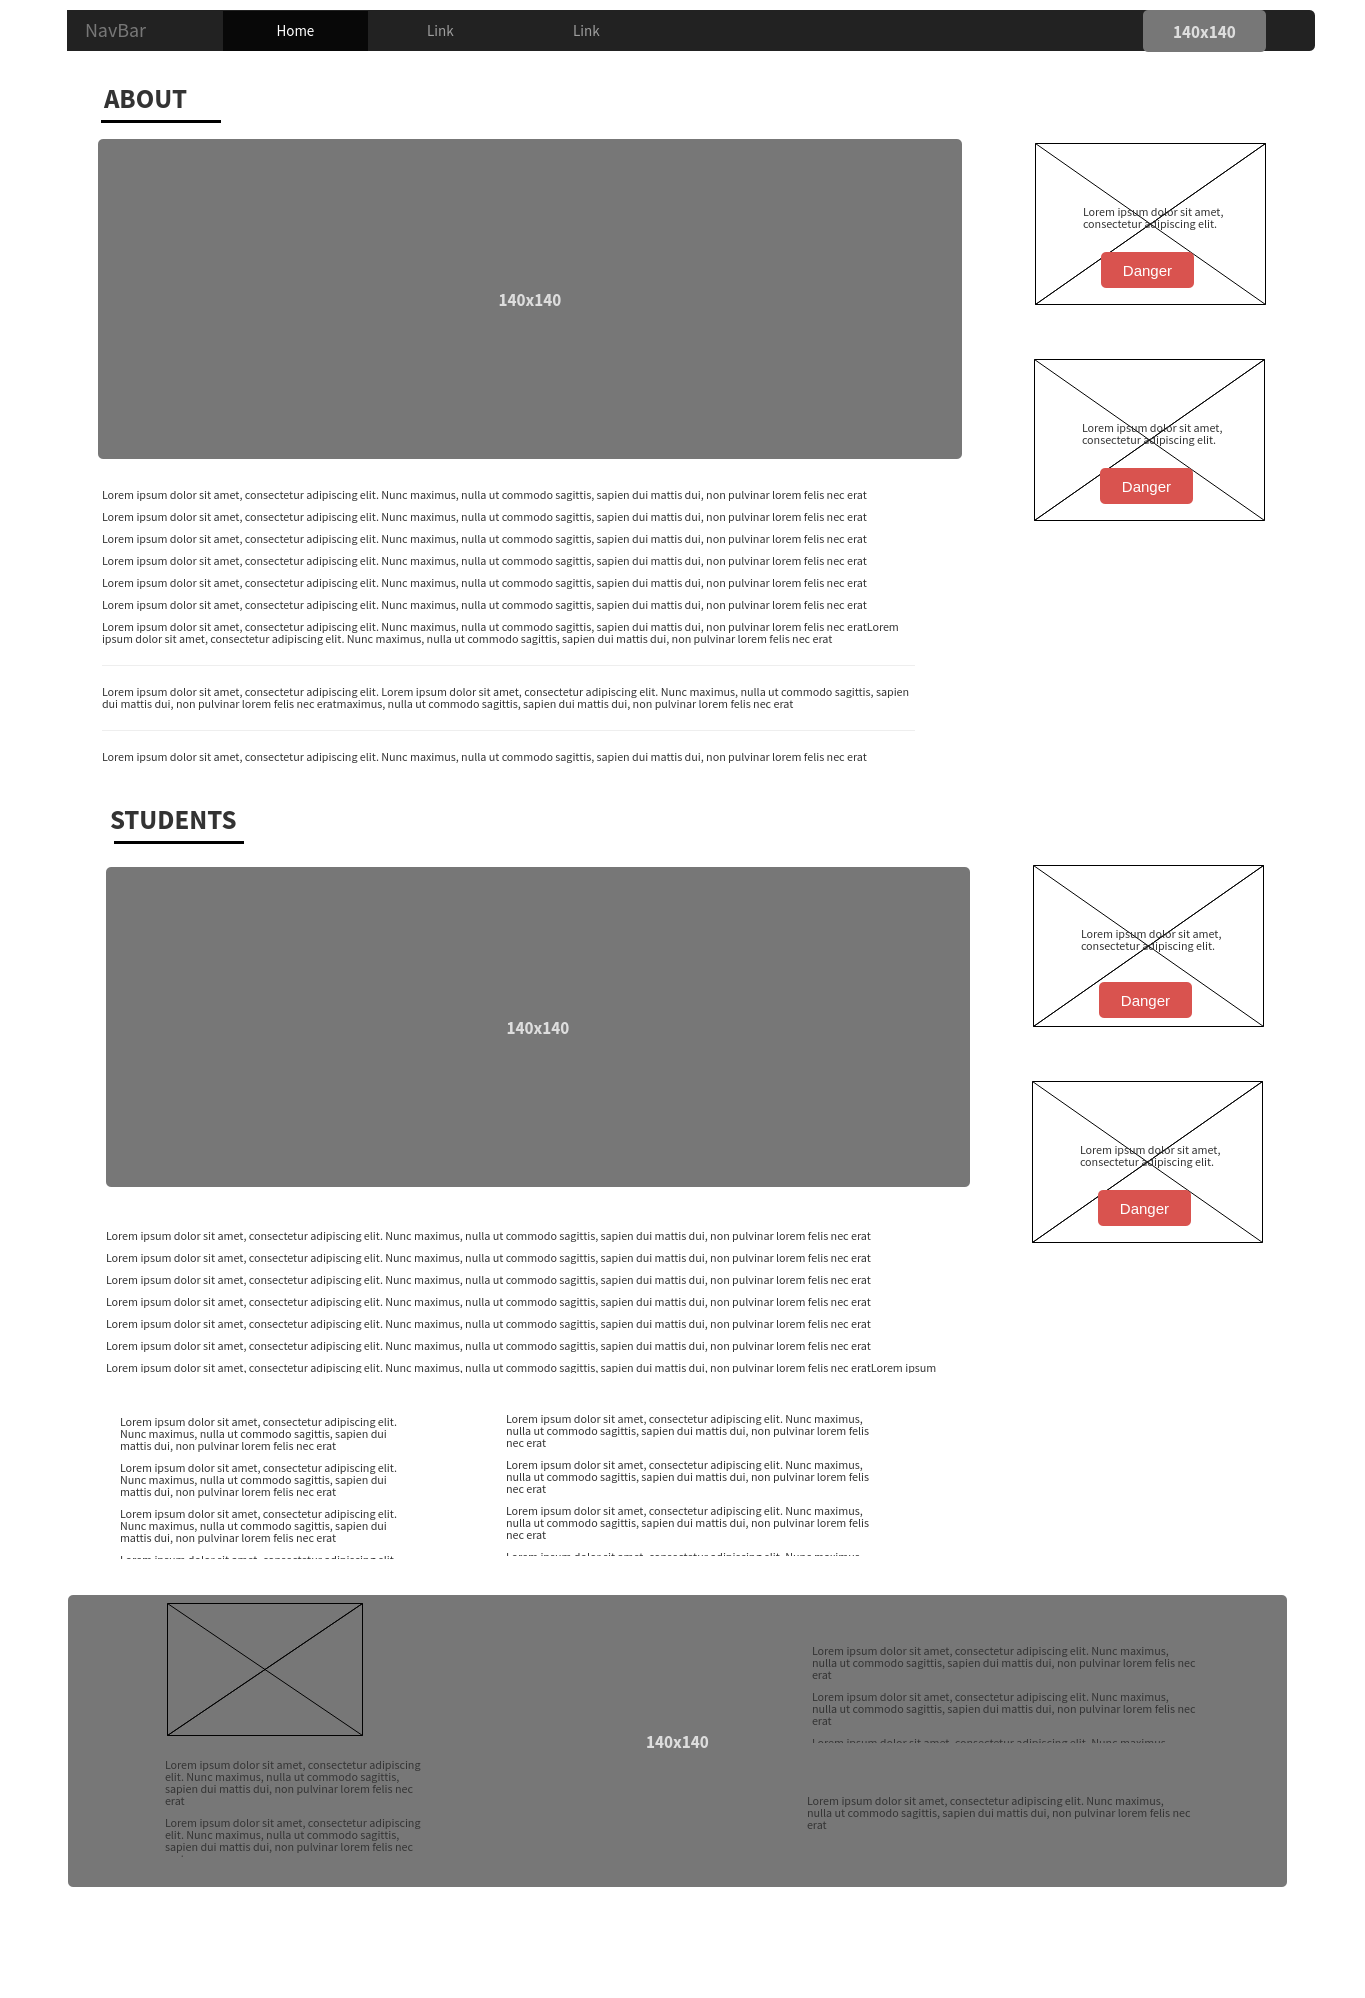 NavBar Home Link Link 140x140
ABOUT
140x140
Lorem ipsum dolor sit amet,
consectetur adipiscing elit.
Danger
Lorem ipsum dolor sit amet,
consectetur adipiscing elit.
Danger
Lorem ipsum dolor sit amet, consectetur adipiscing elit. Nunc maximus, nulla ut commodo sagittis, sapien dui mattis dui, non pulvinar lorem felis nec erat
Lorem ipsum dolor sit amet, consectetur adipiscing elit. Nunc maximus, nulla ut commodo sagittis, sapien dui mattis dui, non pulvinar lorem felis nec erat
Lorem ipsum dolor sit amet, consectetur adipiscing elit. Nunc maximus, nulla ut commodo sagittis, sapien dui mattis dui, non pulvinar lorem felis nec erat
Lorem ipsum dolor sit amet, consectetur adipiscing elit. Nunc maximus, nulla ut commodo sagittis, sapien dui mattis dui, non pulvinar lorem felis nec erat
Lorem ipsum dolor sit amet, consectetur adipiscing elit. Nunc maximus, nulla ut commodo sagittis, sapien dui mattis dui, non pulvinar lorem felis nec erat
Lorem ipsum dolor sit amet, consectetur adipiscing elit. Nunc maximus, nulla ut commodo sagittis, sapien dui mattis dui, non pulvinar lorem felis nec erat
Lorem ipsum dolor sit amet, consectetur adipiscing elit. Nunc maximus, nulla ut commodo sagittis, sapien dui mattis dui, non pulvinar lorem felis nec eratLorem
ipsum dolor sit amet, consectetur adipiscing elit. Nunc maximus, nulla ut commodo sagittis, sapien dui mattis dui, non pulvinar lorem felis nec erat
Lorem ipsum dolor sit amet, consectetur adipiscing elit. Lorem ipsum dolor sit amet, consectetur adipiscing elit. Nunc maximus, nulla ut commodo sagittis, sapien
dui mattis dui, non pulvinar lorem felis nec eratmaximus, nulla ut commodo sagittis, sapien dui mattis dui, non pulvinar lorem felis nec erat
Lorem ipsum dolor sit amet, consectetur adipiscing elit. Nunc maximus, nulla ut commodo sagittis, sapien dui mattis dui, non pulvinar lorem felis nec erat
STUDENTS
140x140
Lorem ipsum dolor sit amet,
consectetur adipiscing elit.
Danger
Lorem ipsum dolor sit amet,
consectetur adipiscing elit.
Danger
Lorem ipsum dolor sit amet, consectetur adipiscing elit. Nunc maximus, nulla ut commodo sagittis, sapien dui mattis dui, non pulvinar lorem felis nec erat
Lorem ipsum dolor sit amet, consectetur adipiscing elit. Nunc maximus, nulla ut commodo sagittis, sapien dui mattis dui, non pulvinar lorem felis nec erat
Lorem ipsum dolor sit amet, consectetur adipiscing elit. Nunc maximus, nulla ut commodo sagittis, sapien dui mattis dui, non pulvinar lorem felis nec erat
Lorem ipsum dolor sit amet, consectetur adipiscing elit. Nunc maximus, nulla ut commodo sagittis, sapien dui mattis dui, non pulvinar lorem felis nec erat
Lorem ipsum dolor sit amet, consectetur adipiscing elit. Nunc maximus, nulla ut commodo sagittis, sapien dui mattis dui, non pulvinar lorem felis nec erat
Lorem ipsum dolor sit amet, consectetur adipiscing elit. Nunc maximus, nulla ut commodo sagittis, sapien dui mattis dui, non pulvinar lorem felis nec erat
Lorem ipsum dolor sit amet, consectetur adipiscing elit. Nunc maximus, nulla ut commodo sagittis, sapien dui mattis dui, non pulvinar lorem felis nec eratLorem ipsum
Lorem ipsum dolor sit amet, consectetur adipiscing elit.
Nunc maximus, nulla ut commodo sagittis, sapien dui
mattis dui, non pulvinar lorem felis nec erat
Lorem ipsum dolor sit amet, consectetur adipiscing elit.
Nunc maximus, nulla ut commodo sagittis, sapien dui
mattis dui, non pulvinar lorem felis nec erat
Lorem ipsum dolor sit amet, consectetur adipiscing elit.
Nunc maximus, nulla ut commodo sagittis, sapien dui
mattis dui, non pulvinar lorem felis nec erat
Lorem ipsum dolor sit amet, consectetur adipiscing elit. Nunc maximus,
nulla ut commodo sagittis, sapien dui mattis dui, non pulvinar lorem felis
nec erat
Lorem ipsum dolor sit amet, consectetur adipiscing elit. Nunc maximus,
nulla ut commodo sagittis, sapien dui mattis dui, non pulvinar lorem felis
nec erat
Lorem ipsum dolor sit amet, consectetur adipiscing elit. Nunc maximus,
nulla ut commodo sagittis, sapien dui mattis dui, non pulvinar lorem felis
nec erat
Lorem ipsum dolor sit amet, consectetur adipiscing
elit. Nunc maximus, nulla ut commodo sagittis,
sapien dui mattis dui, non pulvinar lorem felis nec
erat
Lorem ipsum dolor sit amet, consectetur adipiscing
elit. Nunc maximus, nulla ut commodo sagittis,
sapien dui mattis dui, non pulvinar lorem felis nec
140x140
Lorem ipsum dolor sit amet, consectetur adipiscing elit. Nunc maximus,
nulla ut commodo sagittis, sapien dui mattis dui, non pulvinar lorem felis nec
erat
Lorem ipsum dolor sit amet, consectetur adipiscing elit. Nunc maximus,
nulla ut commodo sagittis, sapien dui mattis dui, non pulvinar lorem felis nec
erat
Lorem ipsum dolor sit amet, consectetur adipiscing elit. Nunc maximus,
nulla ut commodo sagittis, sapien dui mattis dui, non pulvinar lorem felis nec
erat